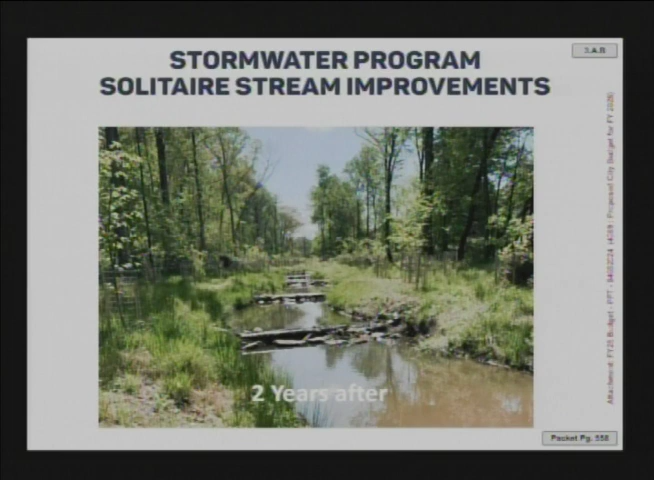 STORMWATER PROGRAM
SOLITAIRE STREAM IMPROVEMENTS
3.A.B
2 Years after
Packet Pg. 558